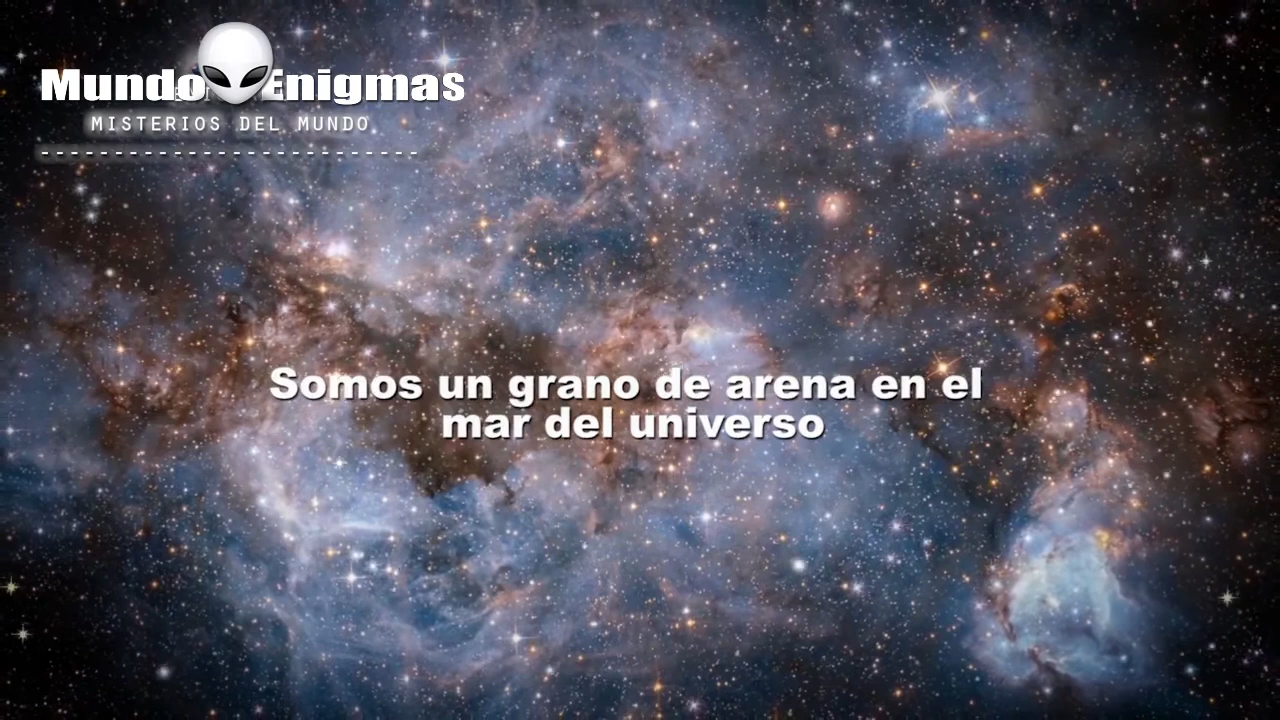 Mundo Enigmas
MISTERIOS DEL MUNDO
Somos un grano de arena en el
mar del universo